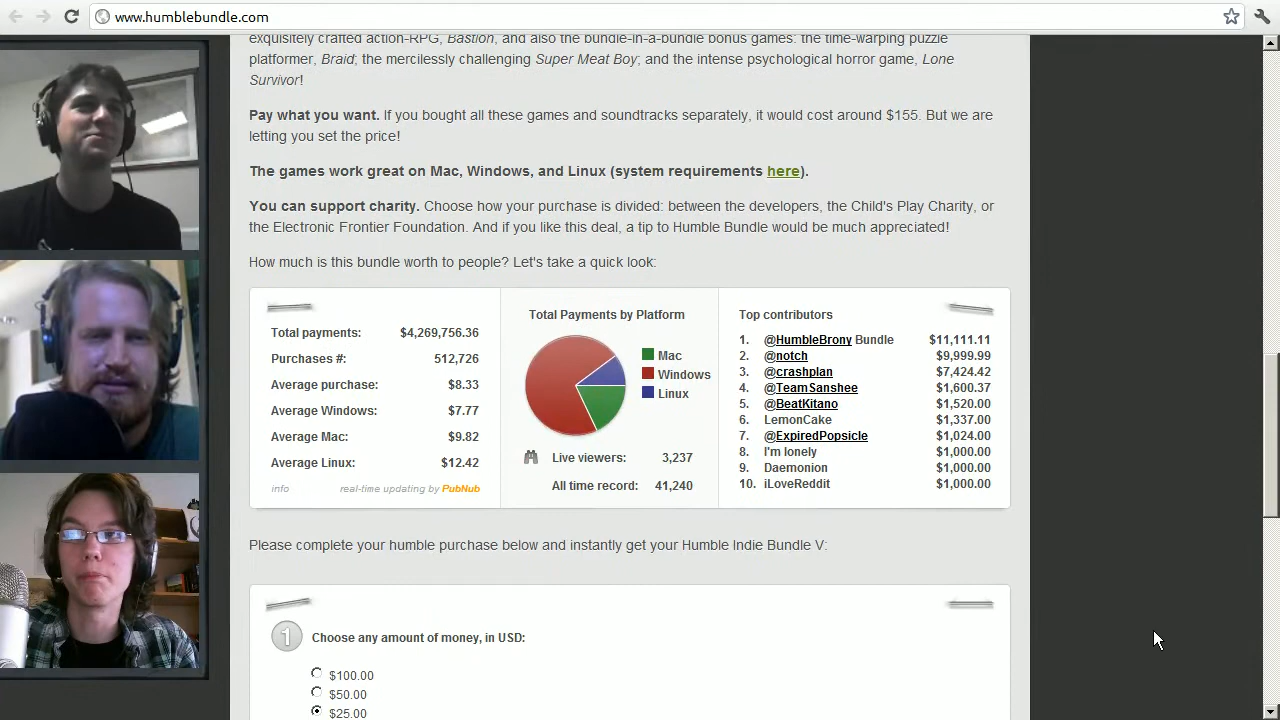 www.humblebundle.com
exquisitely crafted action-RPG, Bastion, and also the bundle-in-a-bundle bonus games: the time-warping puzzle
platformer, Braid; the mercilessly challenging Super Meat Boy; and the intense psychological horror game, Lone
Survivor!
Pay what you want. If you bought all these games and soundtracks separately, it would cost around $155. But we are
letting you set the price!
The games work great on Mac, Windows, and Linux (system requirements here).
You can support charity. Choose how your purchase is divided: between the developers, the Child's Play Charity, or
the Electronic Frontier Foundation. And if you like this deal, a tip to Humble Bundle would be much appreciated!
How much is this bundle worth to people? Let's take a quick look:
Total payments: $4,269,756.36
Purchases #: 512,726
Average purchase: $8.33
Average Windows: $7.77
Average Mac: $9.82
Average Linux: $12.42
info real-time updating by PubNub
Total Payments by Platform
Mac
Windows
Linux
Live viewers: 3,237
All time record: 41,240
Top contributors
1. @HumbleBrony Bundle $11,111.11
2. @notch $9,999.99
3. @crashplan $7,424.42
4. @TeamSanshee $1,600.37
5. @BeatKitano $1,520.00
6. LemonCake $1,337.00
7. @ExpiredPopsicle $1,024.00
8. I'm lonely $1,000.00
9. Daemonion $1,000.00
10. iLoveReddit $1,000.00
Please complete your humble purchase below and instantly get your Humble Indie Bundle V:
1 Choose any amount of money, in USD:
$100.00
$50.00
$25.00